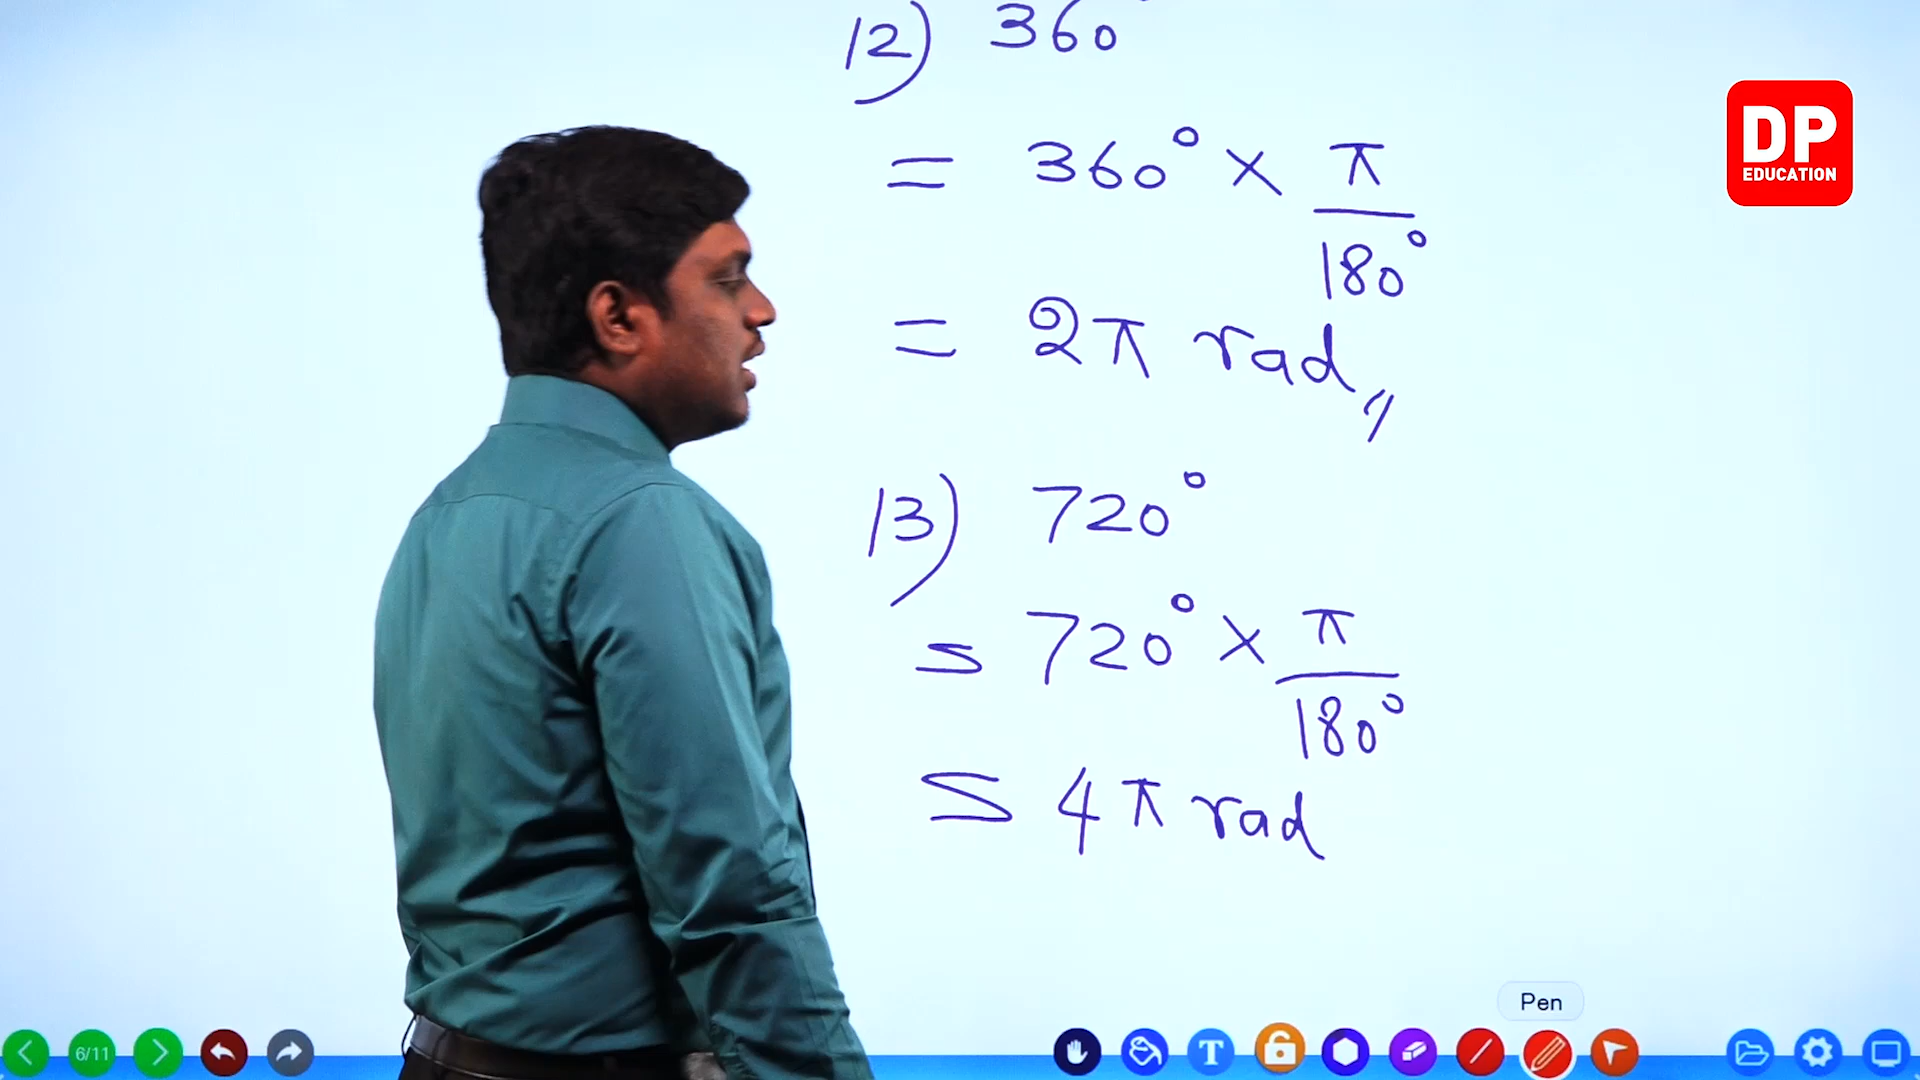 12) 360°
= 360° × π
180°
= 2π rad,,
13) 720°
= 720° × π
180°
= 4π rad
DP
EDUCATION
Pen
6/11
T